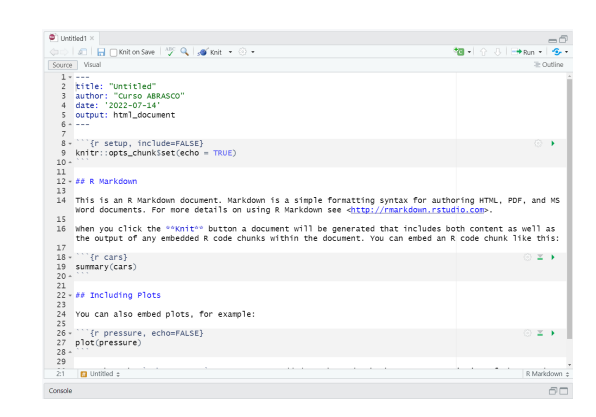 Untitled1
Knit on Save
ABC
Knit
Run
Source
Visual
Outline
1 ---
2 title: "Untitled"
3 author: "Curso ABRASCO"
4 date: '2022-07-14'
5 output: html_document
6 ---
7
8 ```{r setup, include=FALSE}
9 knitr::opts_chunk$set(echo = TRUE)
10 ```
11
12 ## R Markdown
13
14 This is an R Markdown document. Markdown is a simple formatting syntax for authoring HTML, PDF, and MS
Word documents. For more details on using R Markdown see <http://rmarkdown.rstudio.com>.
15
16 When you click the **Knit** button a document will be generated that includes both content as well as
the output of any embedded R code chunks within the document. You can embed an R code chunk like this:
17
18 ```{r cars}
19 summary(cars)
20 ```
21
22 ## Including Plots
23
24 You can also embed plots, for example:
25
26 ```{r pressure, echo=FALSE}
27 plot(pressure)
28 ```
29
2:1
Untitled
R Markdown
Console